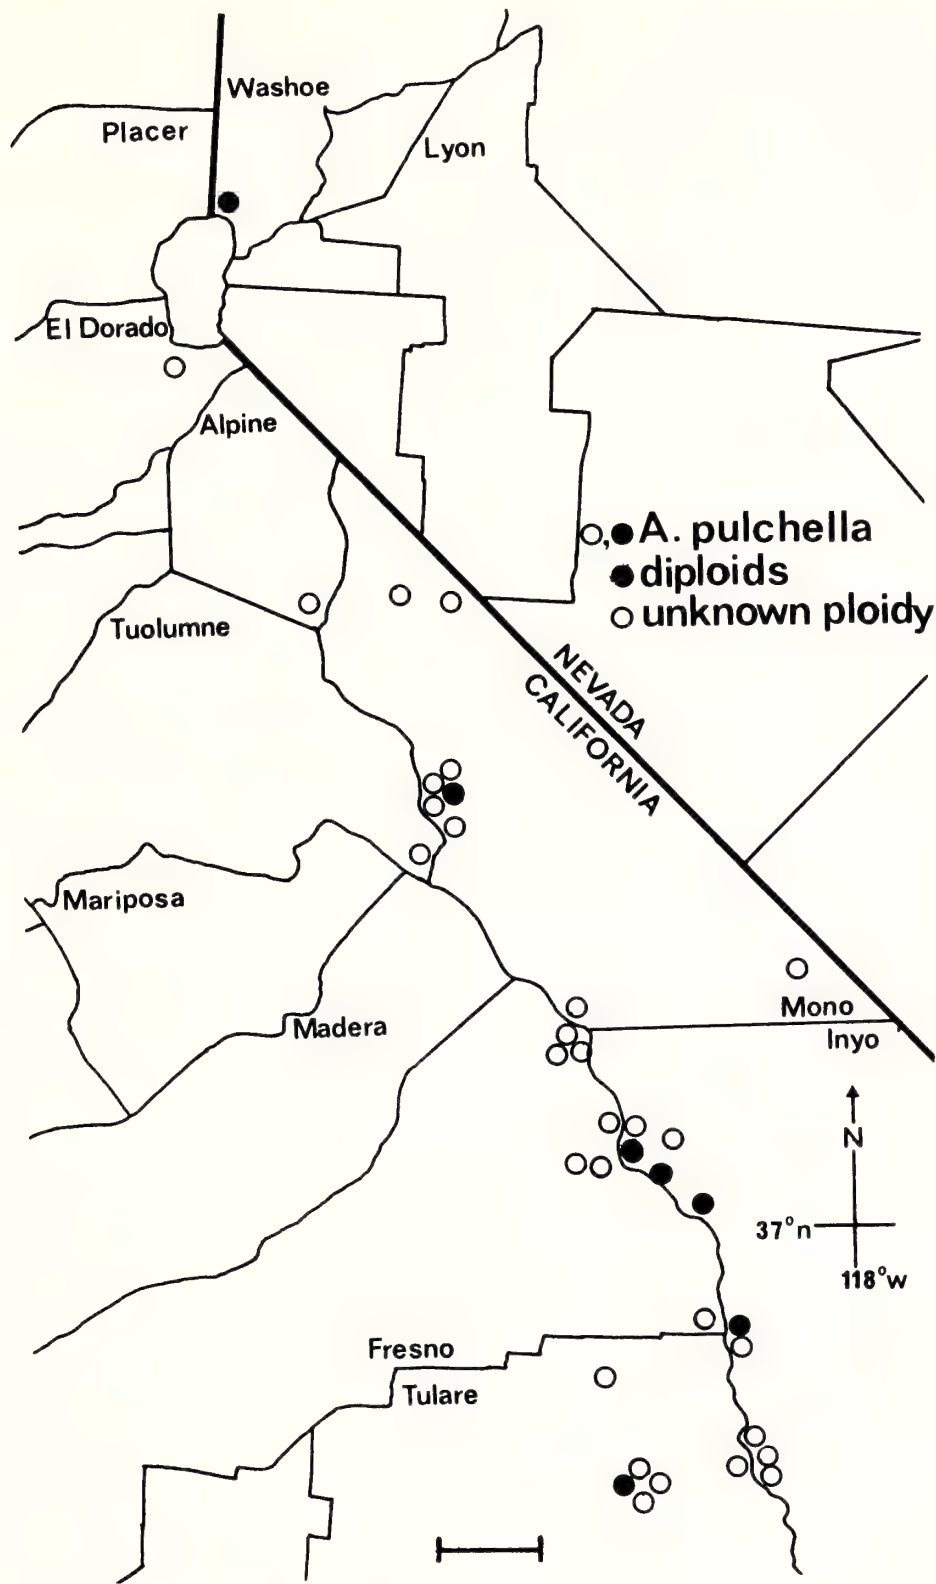 Washoe
Placer
Lyon
El Dorado
Alpine
A. pulchella
diploids
unknown ploidy
Tuolumne
NEVADA
CALIFORNIA
Mariposa
Mono
Madera
Inyo
N
37°n
118°w
Fresno
Tulare